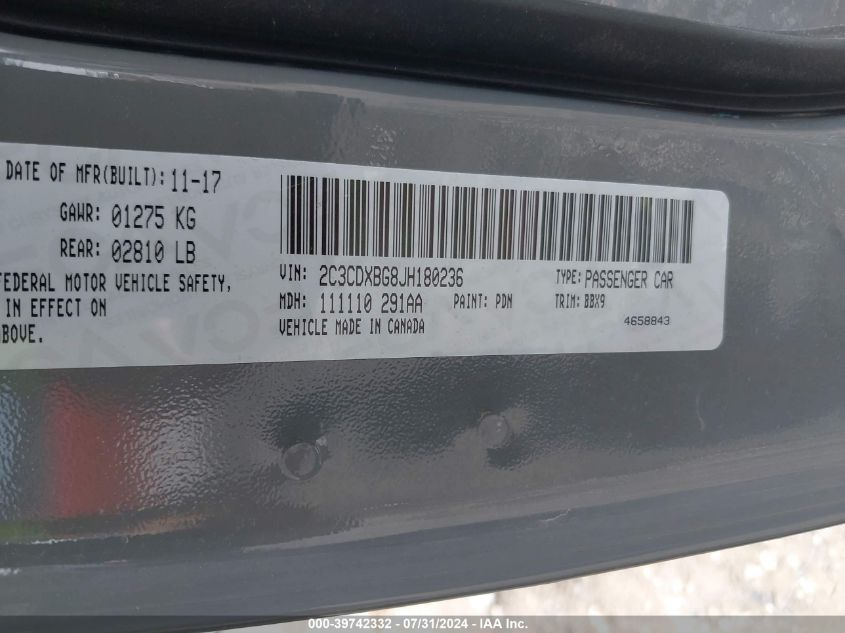 DATE OF MFR(BUILT): 11-17
GAWR: 01275 KG
REAR: 02810 LB
FEDERAL MOTOR VEHICLE SAFETY,
IN EFFECT ON
ABOVE.
VIN: 2C3CDXBG8JH180236 TYPE: PASSENGER CAR
MDH: 111110 291AA PAINT: PDN TRIM: BBX9
VEHICLE MADE IN CANADA 4658843
000-39742332 - 07/31/2024 - IAA Inc.